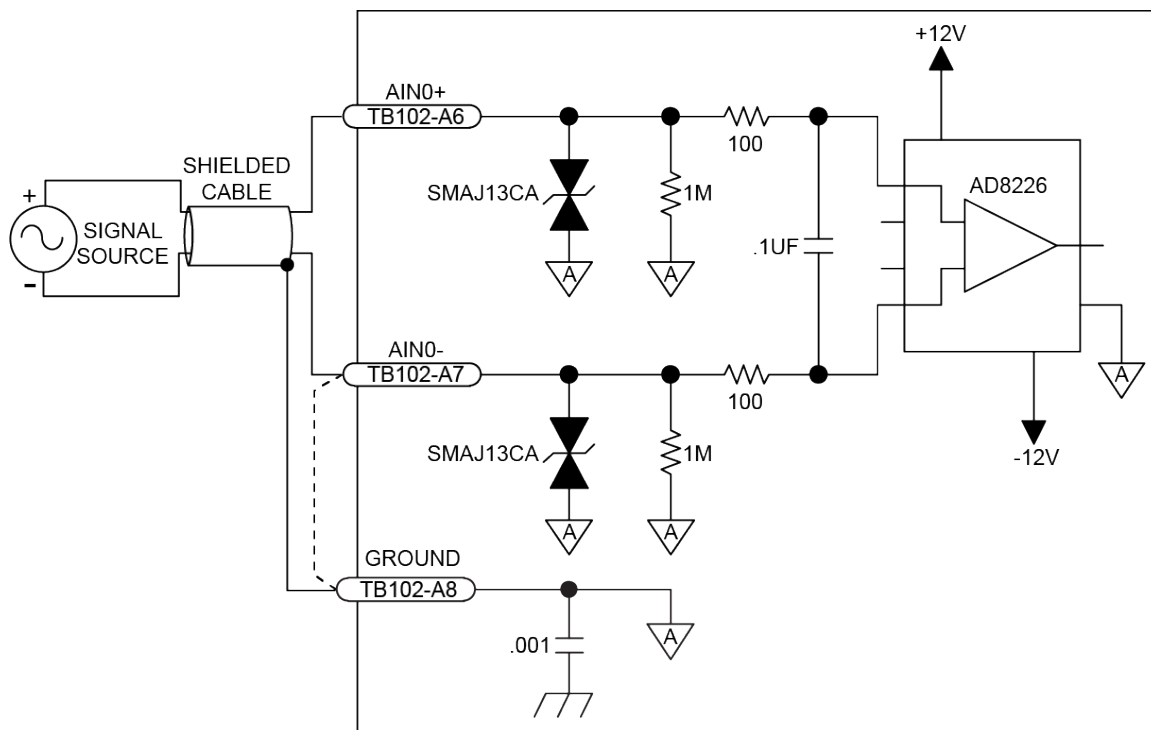 +12V
AIN0+
TB102-A6
SHIELDED
CABLE
100
+
SIGNAL
SOURCE
-
SMAJ13CA
1M
AD8226
.1UF
A
A
AIN0-
TB102-A7
100
A
SMAJ13CA
1M
-12V
A
A
GROUND
TB102-A8
.001
A